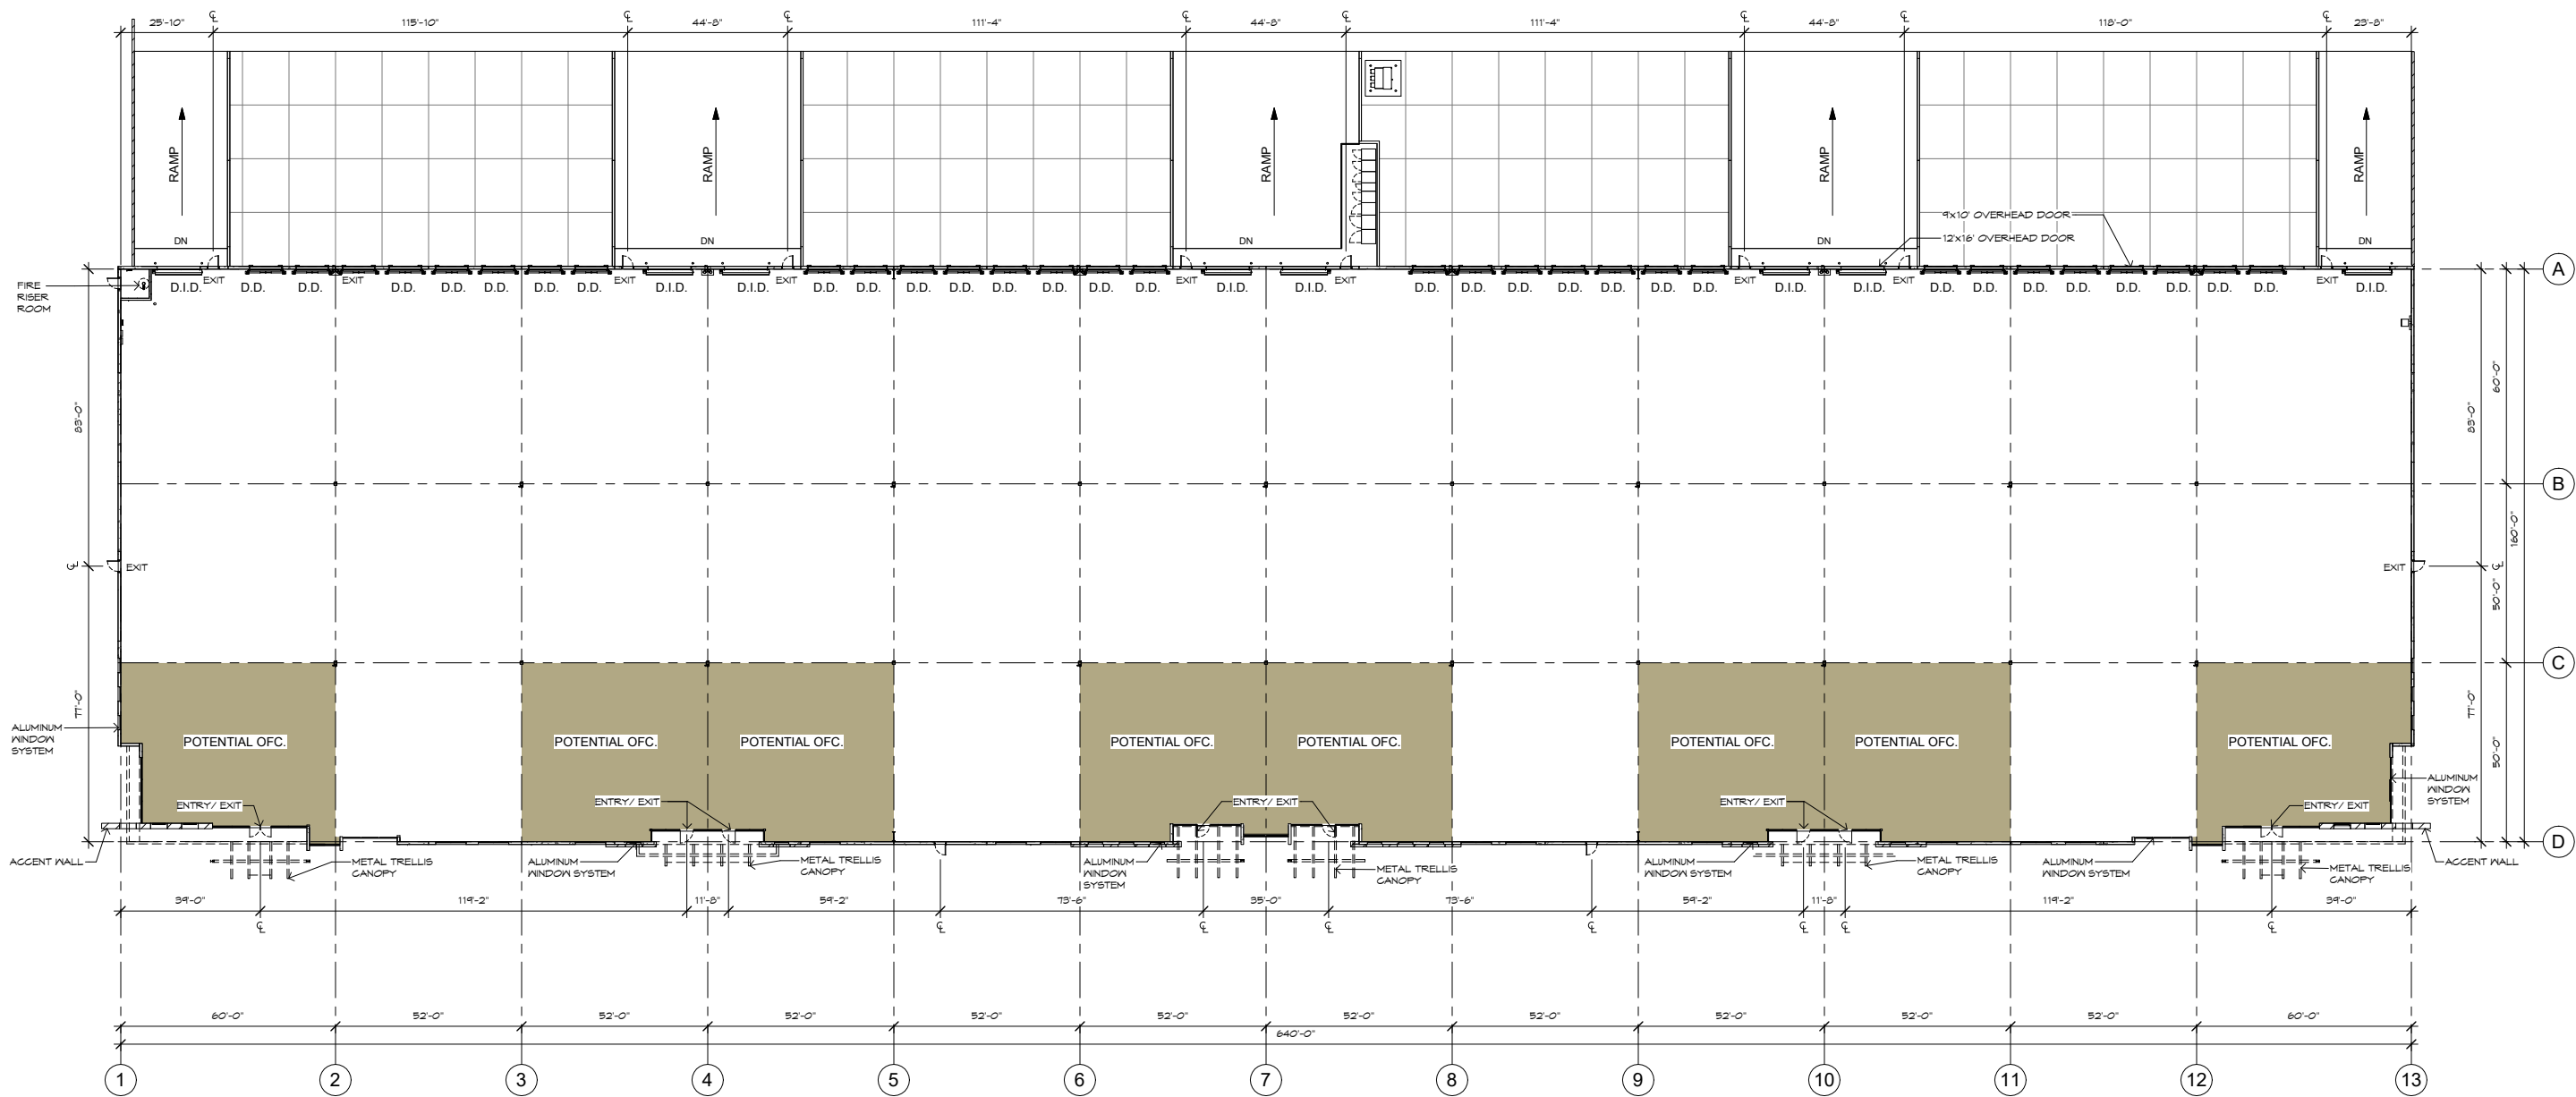 25'-10" 115'-10" 44'-8" 111'-4" 44'-8" 111'-4" 44'-8" 118'-0" 23'-8"
RAMP RAMP RAMP RAMP RAMP
9'x10' OVERHEAD DOOR
12'x16' OVERHEAD DOOR
DN DN DN DN DN
A
EXIT EXIT EXIT EXIT EXIT EXIT EXIT EXIT EXIT
FIRE
RISER
ROOM
D.I.D. D.D. D.D. D.D. D.D. D.D. D.D. D.D. D.I.D. D.I.D. D.D. D.D. D.D. D.D. D.D. D.D. D.D. D.D. D.I.D. D.I.D. D.D. D.D. D.D. D.D. D.D. D.D. D.D. D.I.D. D.I.D. D.D. D.D. D.D. D.D. D.D. D.D. D.D. D.D. D.I.D.
83'-0" 60'-0" 83'-0"
B
160'-0"
EXIT EXIT
50'-0"
C
77'-0" 77'-0" 50'-0"
ALUMINUM
WINDOW
SYSTEM
POTENTIAL OFC. POTENTIAL OFC. POTENTIAL OFC. POTENTIAL OFC. POTENTIAL OFC. POTENTIAL OFC. POTENTIAL OFC. POTENTIAL OFC.
ALUMINUM
WINDOW
SYSTEM
ENTRY/ EXIT ENTRY/ EXIT ENTRY/ EXIT ENTRY/ EXIT ENTRY/ EXIT
D
ACCENT WALL
METAL TRELLIS
CANOPY
ALUMINUM
WINDOW SYSTEM
METAL TRELLIS
CANOPY
ALUMINUM
WINDOW
SYSTEM
METAL TRELLIS
CANOPY
ALUMINUM
WINDOW SYSTEM
METAL TRELLIS
CANOPY
ALUMINUM
WINDOW SYSTEM
METAL TRELLIS
CANOPY
ACCENT WALL
39'-0" 119'-2" 11'-8" 59'-2" 73'-6" 35'-0" 73'-6" 59'-2" 11'-8" 119'-2" 39'-0"
60'-0" 52'-0" 52'-0" 52'-0" 52'-0" 52'-0" 52'-0" 52'-0" 52'-0" 52'-0" 52'-0" 60'-0"
640'-0"
1 2 3 4 5 6 7 8 9 10 11 12 13